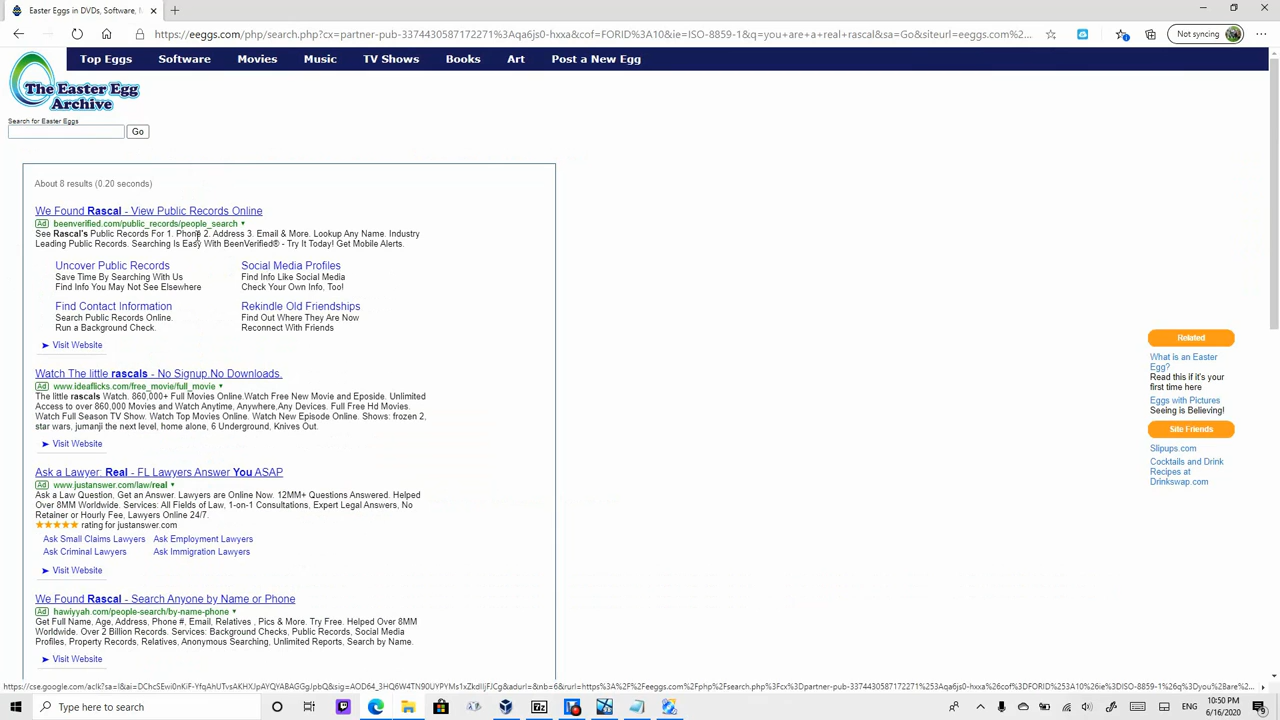 Easter Eggs in DVDs, Software, M
https://eeggs.com/php/search.php?cx=partner-pub-3374430587172271%3Aqa6js0-hxxa&cof=FORID%3A10&ie=ISO-8859-1&q=you+are+a+real+rascal&sa=Go&siteurl=eeggs.com%2...
Not syncing
Top Eggs Software Movies Music TV Shows Books Art Post a New Egg
The Easter Egg
Archive
Search for Easter Eggs
Go
About 8 results (0.20 seconds)
We Found Rascal - View Public Records Online
Ad beenverified.com/public_records/people_search
See Rascal's Public Records For 1. Phone 2. Address 3. Email & More. Lookup Any Name. Industry
Leading Public Records. Searching Is Easy With BeenVerified® - Try It Today! Get Mobile Alerts.
Uncover Public Records
Save Time By Searching With Us
Find Info You May Not See Elsewhere
Social Media Profiles
Find Info Like Social Media
Check Your Own Info, Too!
Find Contact Information
Search Public Records Online.
Run a Background Check.
Rekindle Old Friendships
Find Out Where They Are Now
Reconnect With Friends
Visit Website
Watch The little rascals - No Signup.No Downloads.
Ad www.ideaflicks.com/free_movie/full_movie
The little rascals Watch. 860,000+ Full Movies Online.Watch Free New Movie and Eposide. Unlimited
Access to over 860,000 Movies and Watch Anytime, Anywhere,Any Devices. Full Free Hd Movies.
Watch Full Season TV Show. Watch Top Movies Online. Watch New Episode Online. Shows: frozen 2,
star wars, jumanji the next level, home alone, 6 Underground, Knives Out.
Visit Website
Ask a Lawyer: Real - FL Lawyers Answer You ASAP
Ad www.justanswer.com/law/real
Ask a Law Question, Get an Answer. Lawyers are Online Now. 12MM+ Questions Answered. Helped
Over 8MM Worldwide. Services: All Fields of Law, 1-on-1 Consultations, Expert Legal Answers, No
Retainer or Hourly Fee, Lawyers Online 24/7.
rating for justanswer.com
Ask Small Claims Lawyers Ask Employment Lawyers
Ask Criminal Lawyers Ask Immigration Lawyers
Visit Website
We Found Rascal - Search Anyone by Name or Phone
Ad hawiyyah.com/people-search/by-name-phone
Get Full Name, Age, Address, Phone #, Email, Relatives , Pics & More. Try Free. Helped Over 8MM
Worldwide. Over 2 Billion Records. Services: Background Checks, Public Records, Social Media
Profiles, Property Records, Relatives, Anonymous Searching, Unlimited Reports, Search by Name.
Visit Website
Related
What is an Easter
Egg?
Read this if it's your
first time here
Eggs with Pictures
Seeing is Believing!
Site Friends
Slipups.com
Cocktails and Drink
Recipes at
Drinkswap.com
Type here to search
ENG
10:50 PM
6/16/2020